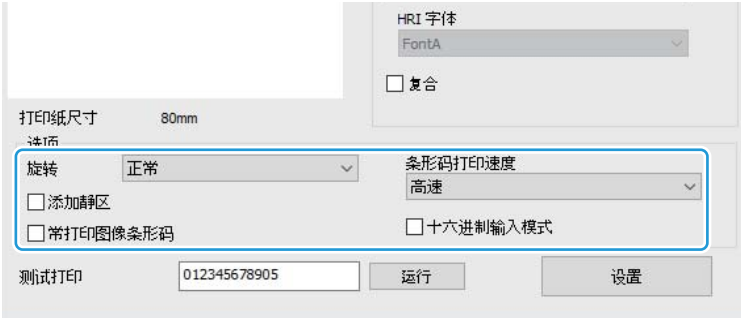 HRI 字体
FontA
复合
打印纸尺寸 80mm
选项
旋转 正常
条形码打印速度
高速
添加静区
常打印图像条形码
十六进制输入模式
测试打印 012345678905 运行 设置